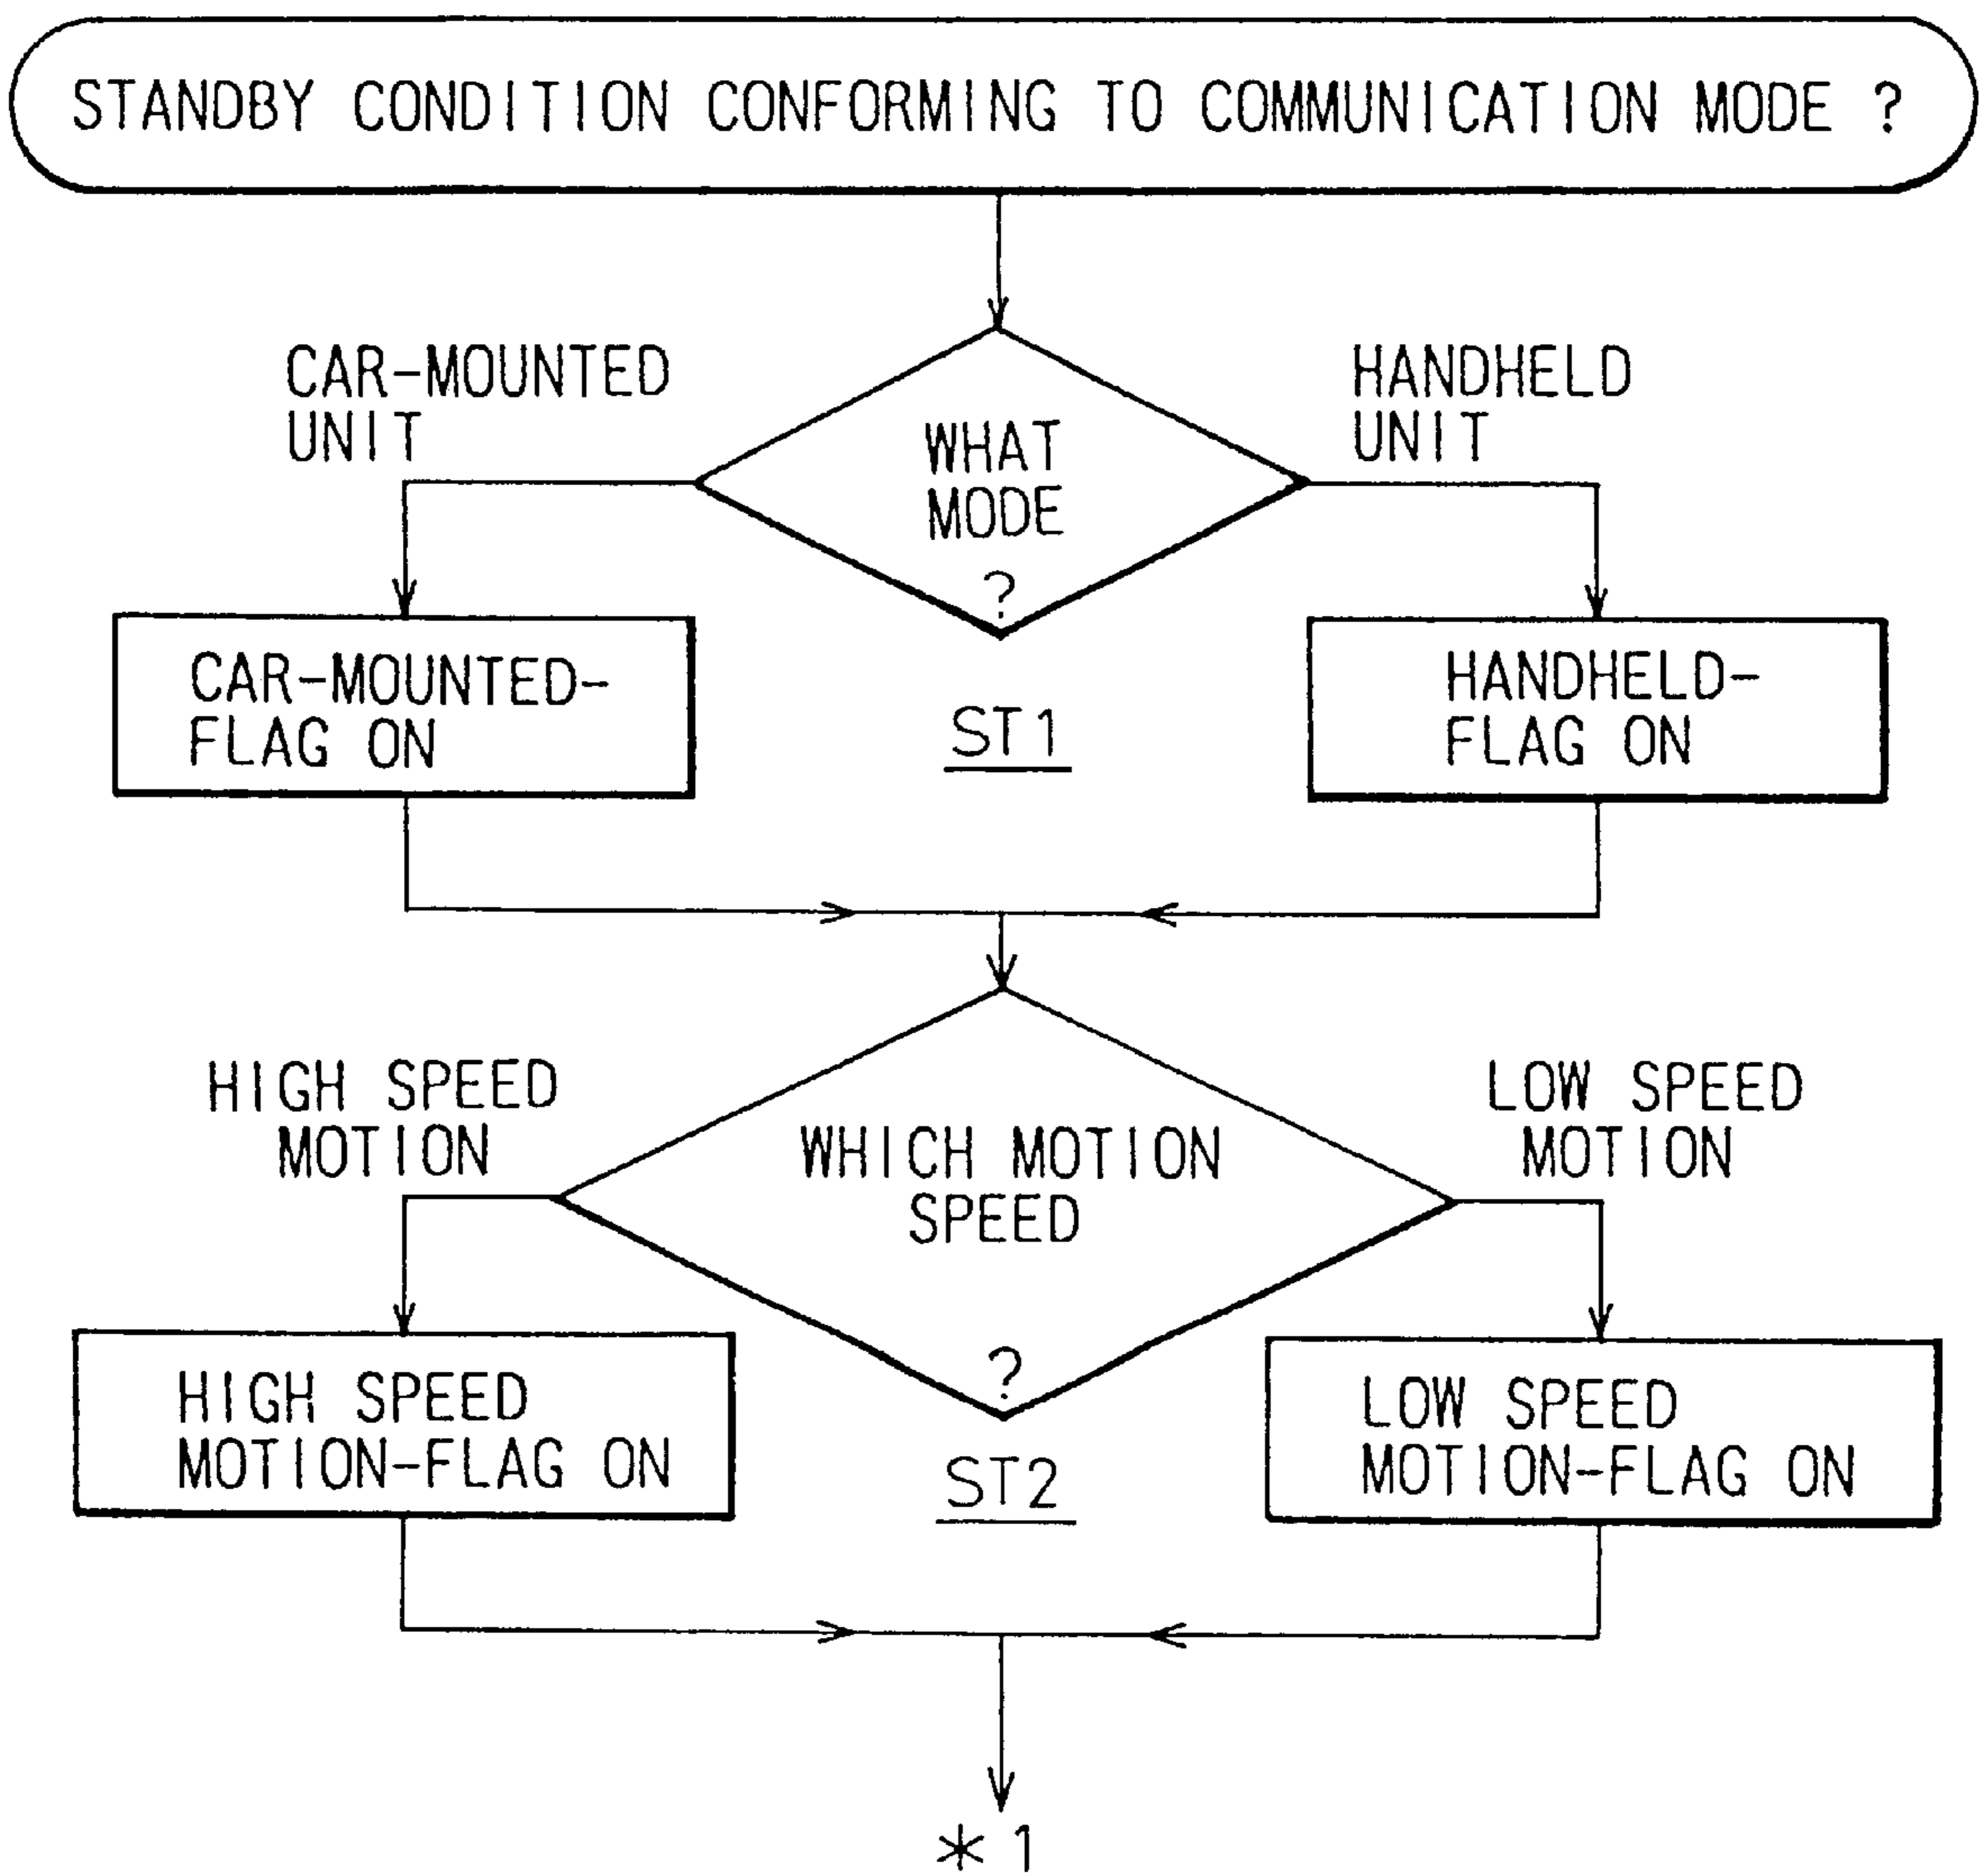 STANDBY CONDITION CONFORMING TO COMMUNICATION MODE ?
CAR-MOUNTED
UNIT
HANDHELD
UNIT
WHAT
MODE
?
CAR-MOUNTED-
FLAG ON
HANDHELD-
FLAG ON
ST1
HIGH SPEED
MOTION
LOW SPEED
MOTION
WHICH MOTION
SPEED
?
HIGH SPEED
MOTION-FLAG ON
LOW SPEED
MOTION-FLAG ON
ST2
*1